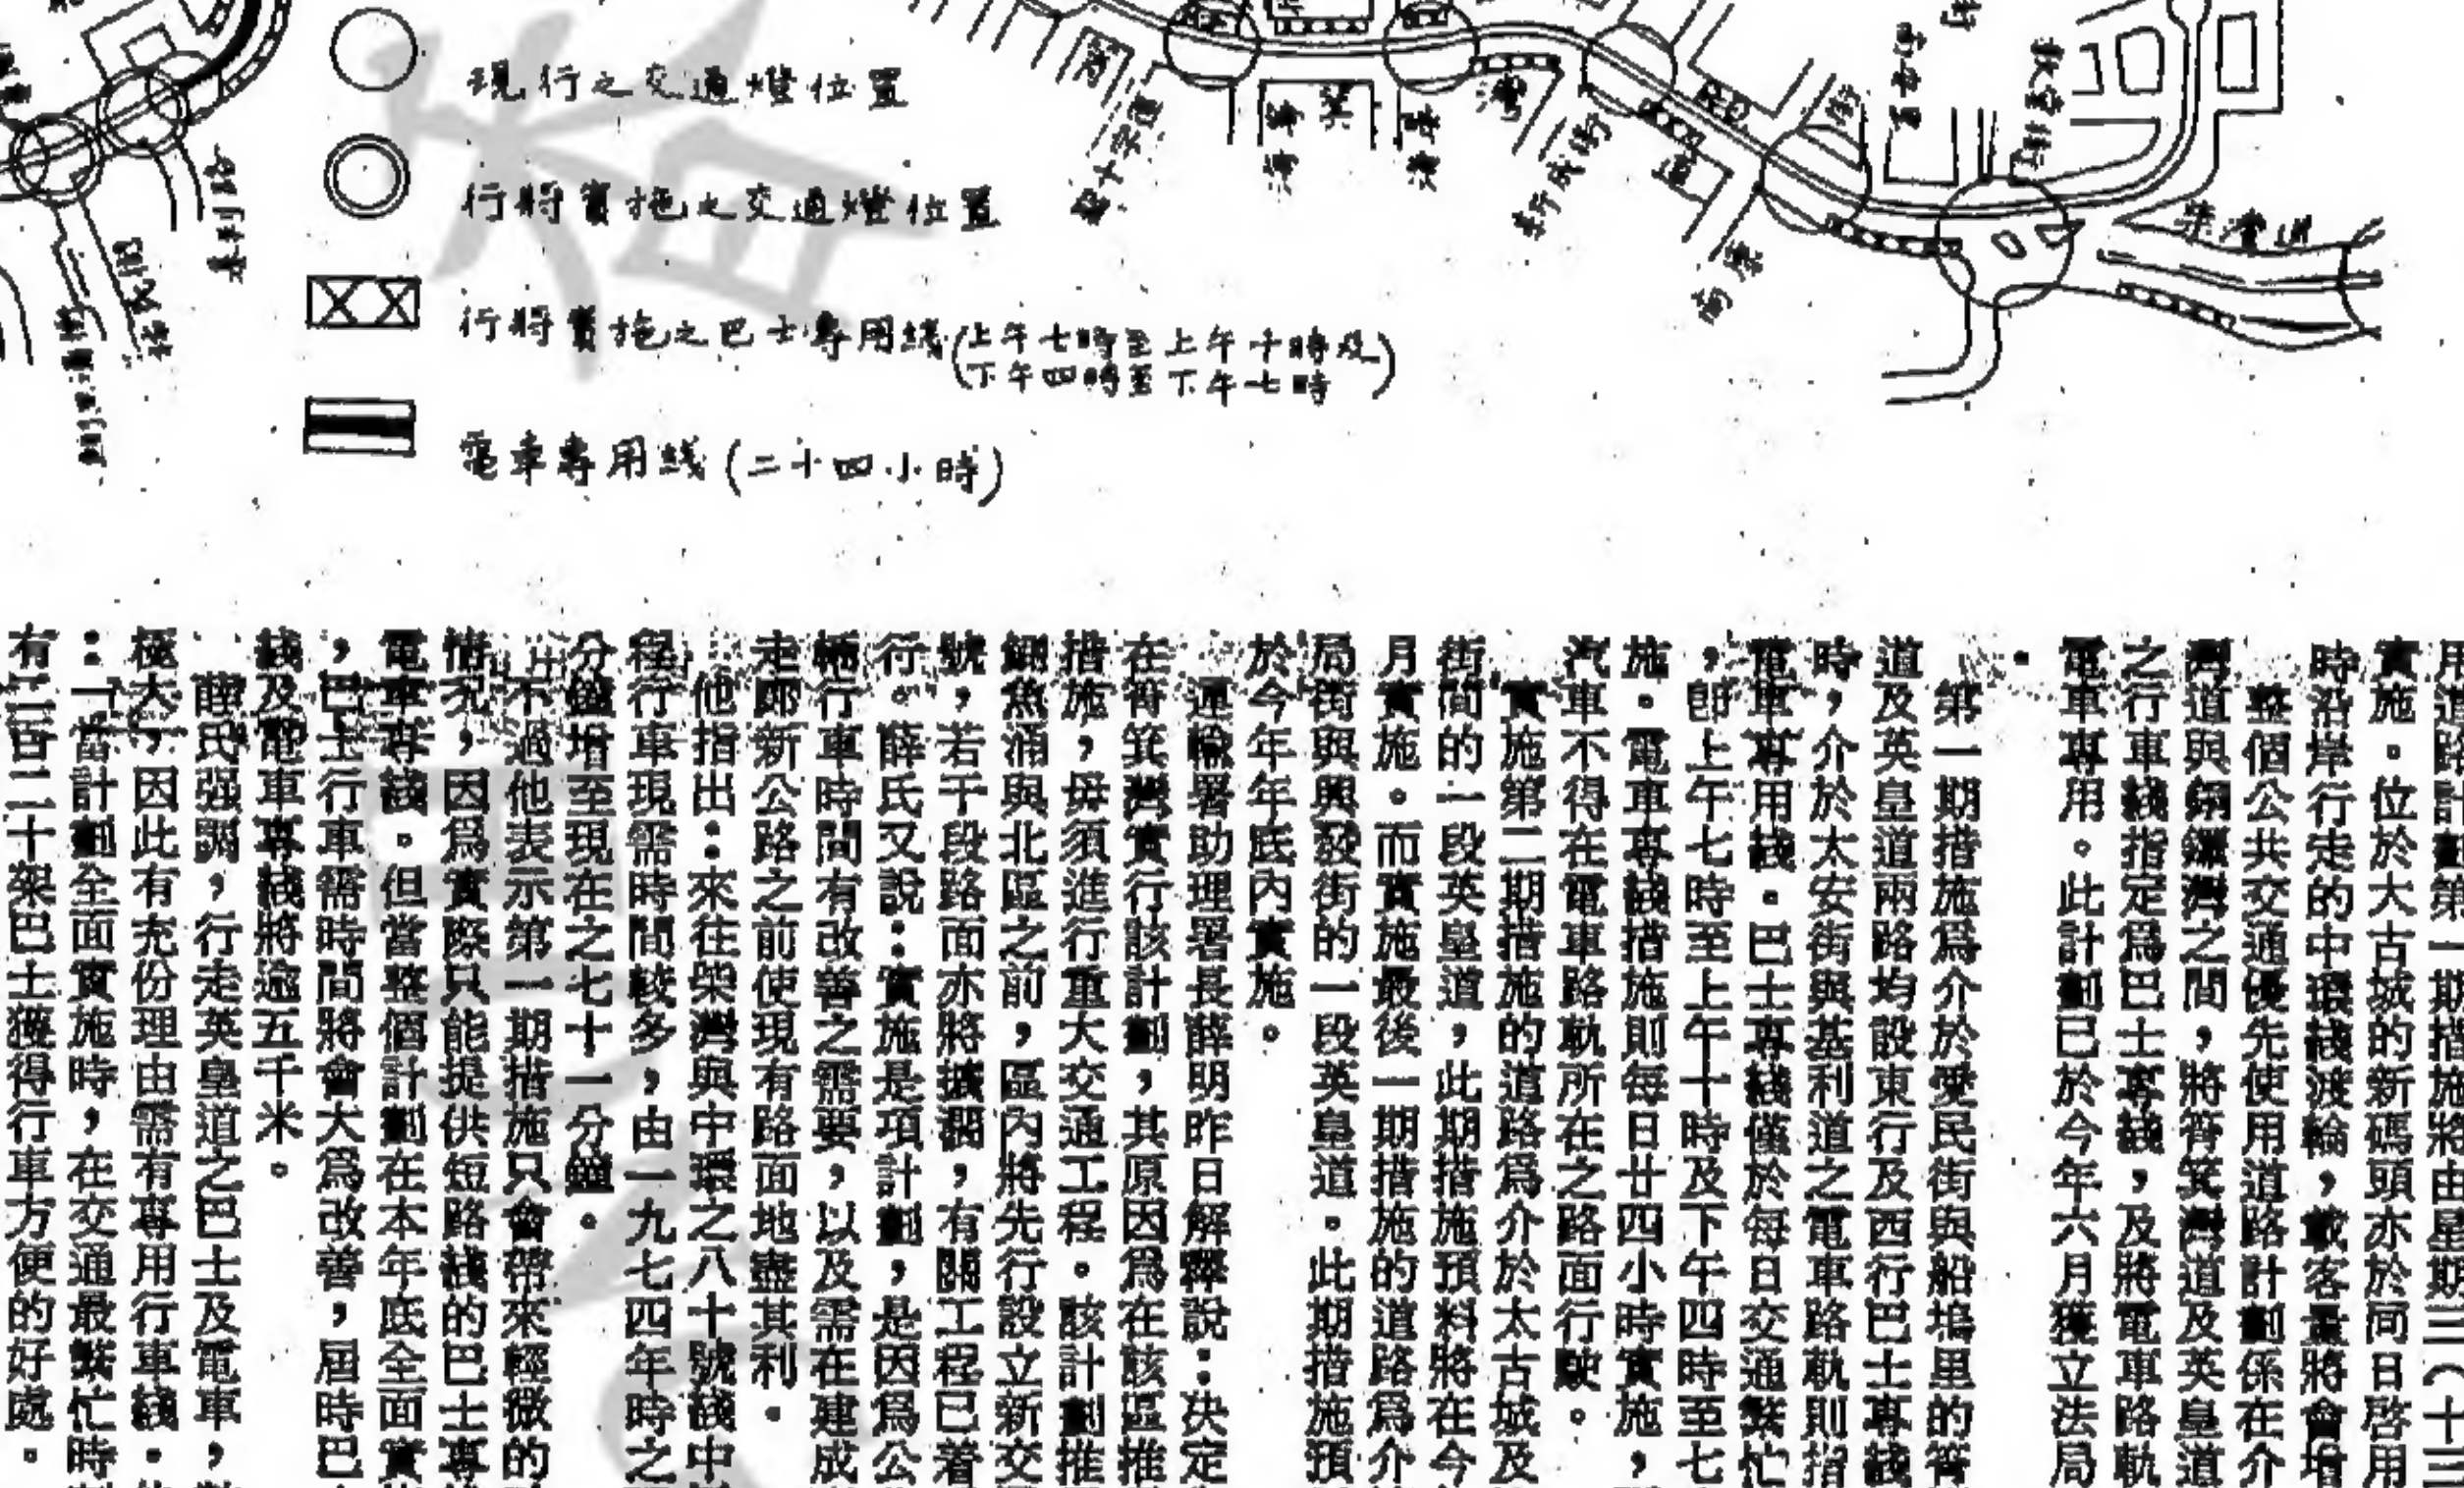 現行之交通燈位置
行將實施之交通燈位置
行將實施之巴士專用綫(上午七時至上午十時及
下午四時至下午七時)
電車專用綫(二十四小時)
柴灣道
新成街
RD.
道
基利路
用道路計劃第一期措施將由星期三(十三
實施。位於太古城的新碼頭亦於同日啓用
時沿岸行走的中環綫渡輪,載客量將會增
整個公共交通優先使用道路計劃係在介
灣道與銅鑼灣之間,將筲箕灣道及英皇道
之行車綫指定爲巴士專綫,及將電車路軌
電車專用。此計劃已於今年六月獲立法局
。
第一期措施爲介於愛民街與船塢里的筲
道及英皇道兩路均設東行及西行巴士專綫
時,介於太安街與基利道之電車路軌則指
電車專用綫。巴士專綫僅於每日交通繁忙
,卽上午七時至上午十時及下午四時至七
施。電車專綫措施則每日廿四小時實施,
汽車不得在電車路軌所在之路面行駛。
實施第二期措施的道路爲介於太古城及
街間的一段英皇道,此期措施預料將在今
月實施。而實施最後一期措施的道路爲介
局街與興發街的一段英皇道。此期措施預
於今年年底內實施。
運輸署助理署長薛明昨日解釋說:決定
在筲箕灣實行該計劃,其原因爲在該區推
措施,毋須進行重大交通工程。該計劃推
鰂魚涌與北區之前,區內將先行設立新交
號,若干段路面亦將擴濶,有關工程已着
行。薛氏又說:實施是項計劃,是因爲公
輛行車時間有改善之需要,以及需在建成
走廊新公路之前使現有路面地盡其利。
他指出:來往柴灣與中環之八十號綫中
程行車現需時間較多,由一九七四年時之
分鐘增至現在之七十一分鐘。
不過他表示第一期措施只會帶來輕微的
情況,因爲實際只能提供短路綫的巴士專
電車專綫。但當整個計劃在本年底全面實
,巴士行車需時間將會大爲改善,屆時巴
綫及電車專綫將逾五千米。
薛氏强調,行走英皇道之巴士及電車,
極大,因此有充份理由需有專用行車綫。
:「當計劃全面實施時,在交通最繁忙時
有二百二十架巴士獲得行車方便的好處。